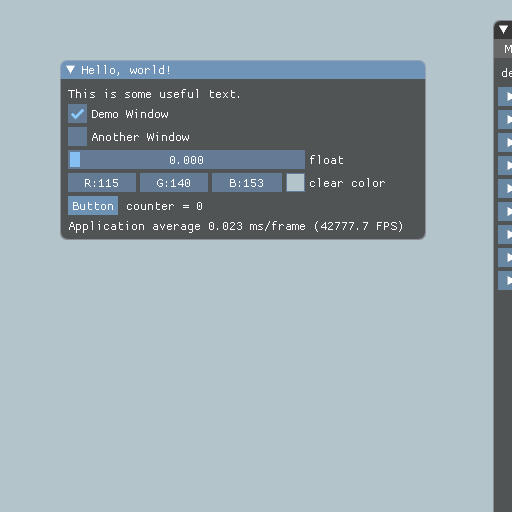 Hello, world!
This is some useful text.
Demo Window
Another Window
0.000 float
R:115 G:140 B:153 clear color
Button counter = 0
Application average 0.023 ms/frame (42777.7 FPS)